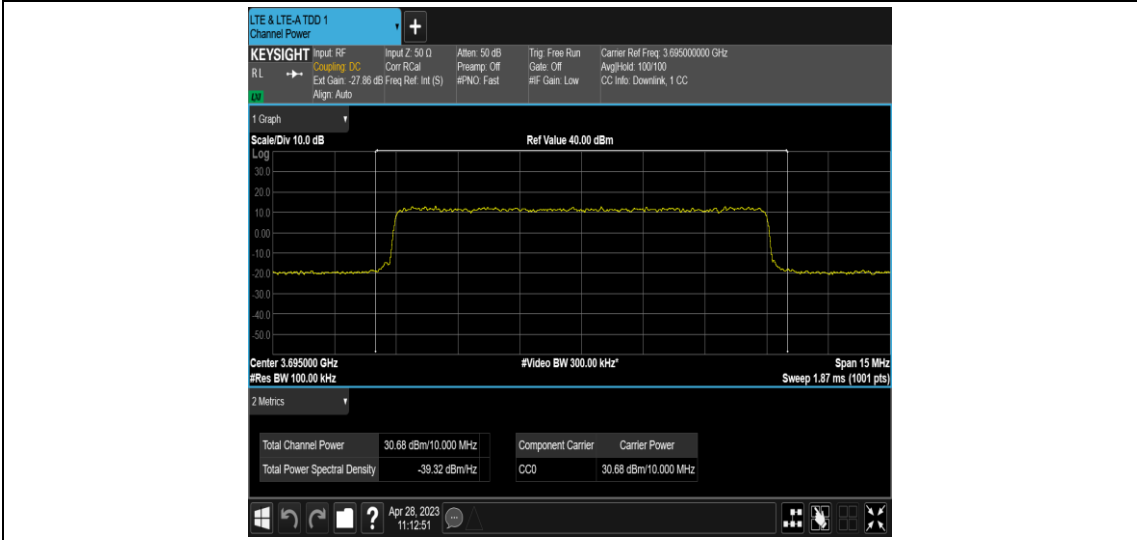 LTE & LTE-A TDD 1
Channel Power
+
KEYSIGHT Input: RF Input Z: 50 Ω Atten: 50 dB Trig: Free Run Carrier Ref Freq: 3.695000000 GHz
Coupling: DC Corr RCal Preamp: Off Gate: Off Avg|Hold: 100/100
RL Ext Gain: -27.86 dB Freq Ref: Int (S) #PNO: Fast #IF Gain: Low CC Info: Downlink, 1 CC
Align: Auto
1 Graph
Scale/Div 10.0 dB Ref Value 40.00 dBm
Log
30.0
20.0
10.0
0.00
-10.0
-20.0
-30.0
-40.0
-50.0
Center 3.695000 GHz #Video BW 300.00 kHz* Span 15 MHz
#Res BW 100.00 kHz Sweep 1.87 ms (1001 pts)
2 Metrics
Total Channel Power 30.68 dBm/10.000 MHz Component Carrier Carrier Power
Total Power Spectral Density -39.32 dBm/Hz CC0 30.68 dBm/10.000 MHz
? Apr 28, 2023
11:12:51